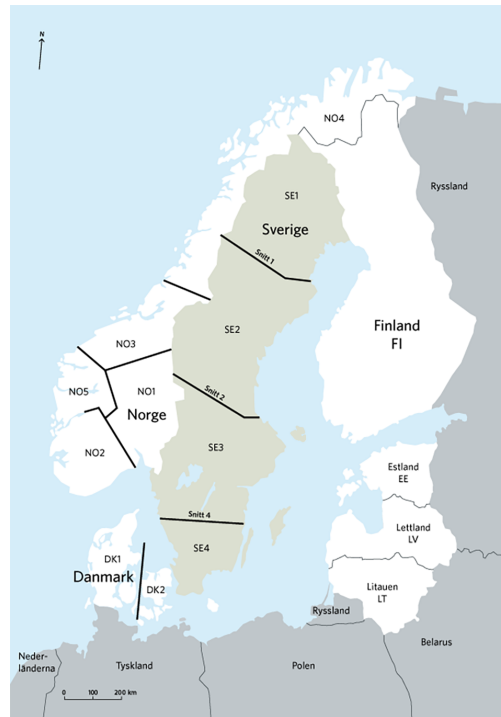 N
NO4
Ryssland
SE1
Sverige
Snitt 1
Finland
FI
SE2
NO3
NO5
NO1
Norge
Snitt 2
NO2
SE3
Estland
EE
Snitt 4
Lettland
LV
SE4
DK1
Danmark
DK2
Litauen
LT
Ryssland
Belarus
Neder-
länderna
Tyskland
Polen
0 100 200 km